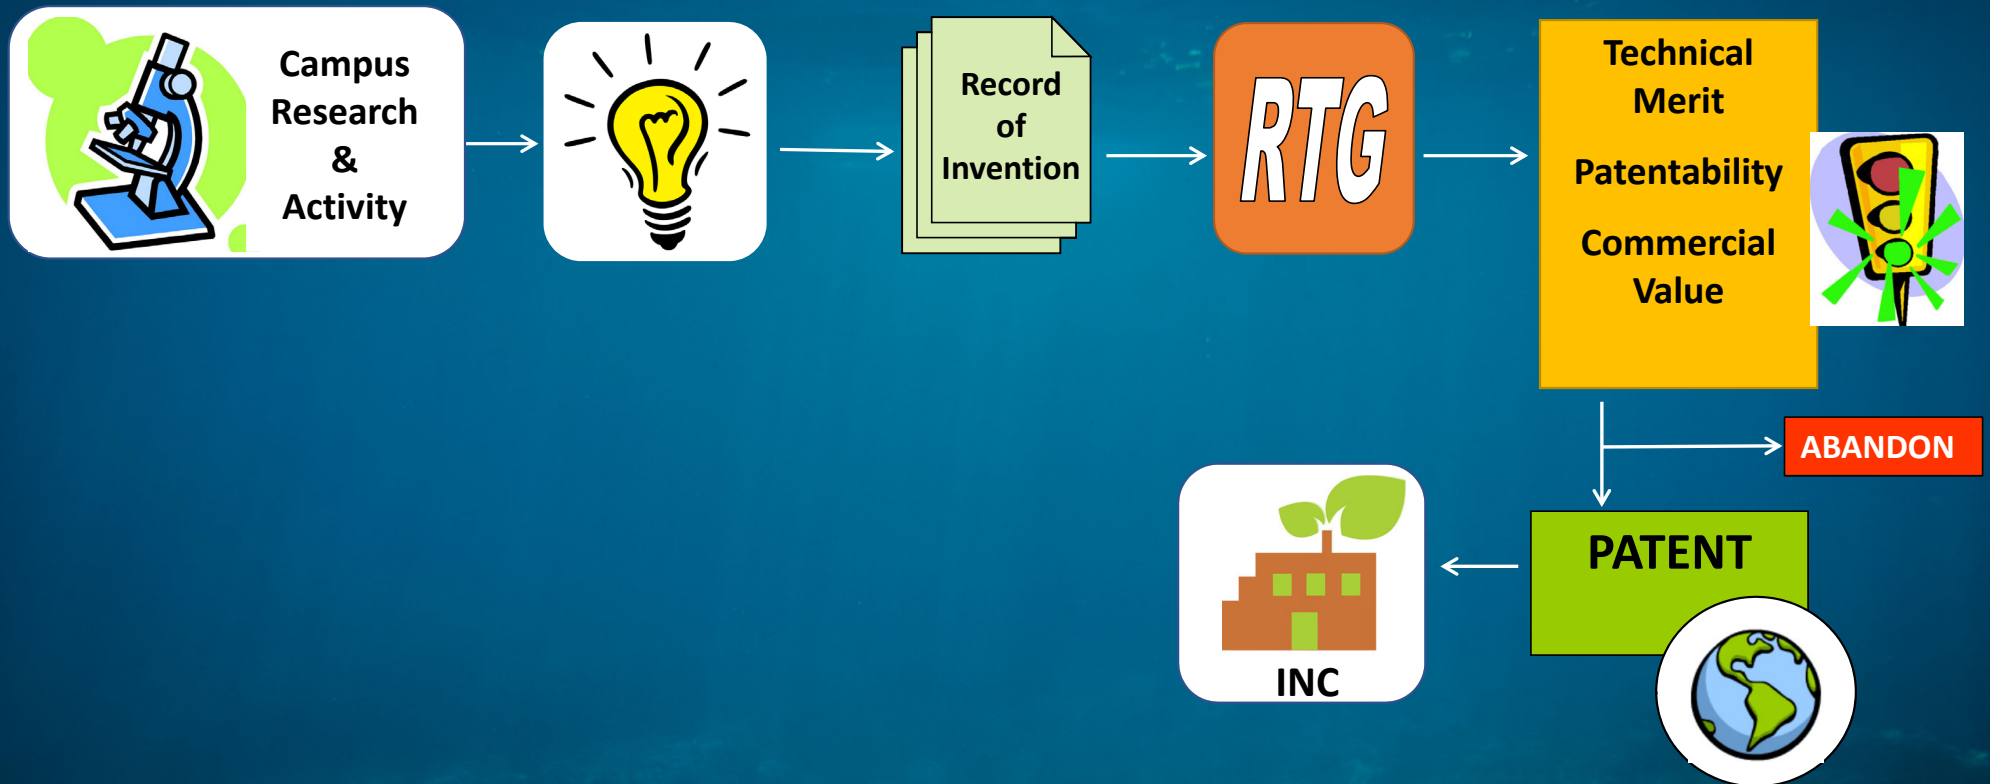 Campus
Research
&
Activity
Record
of
Invention
RTG
Technical
Merit
Patentability
Commercial
Value
ABANDON
PATENT
INC